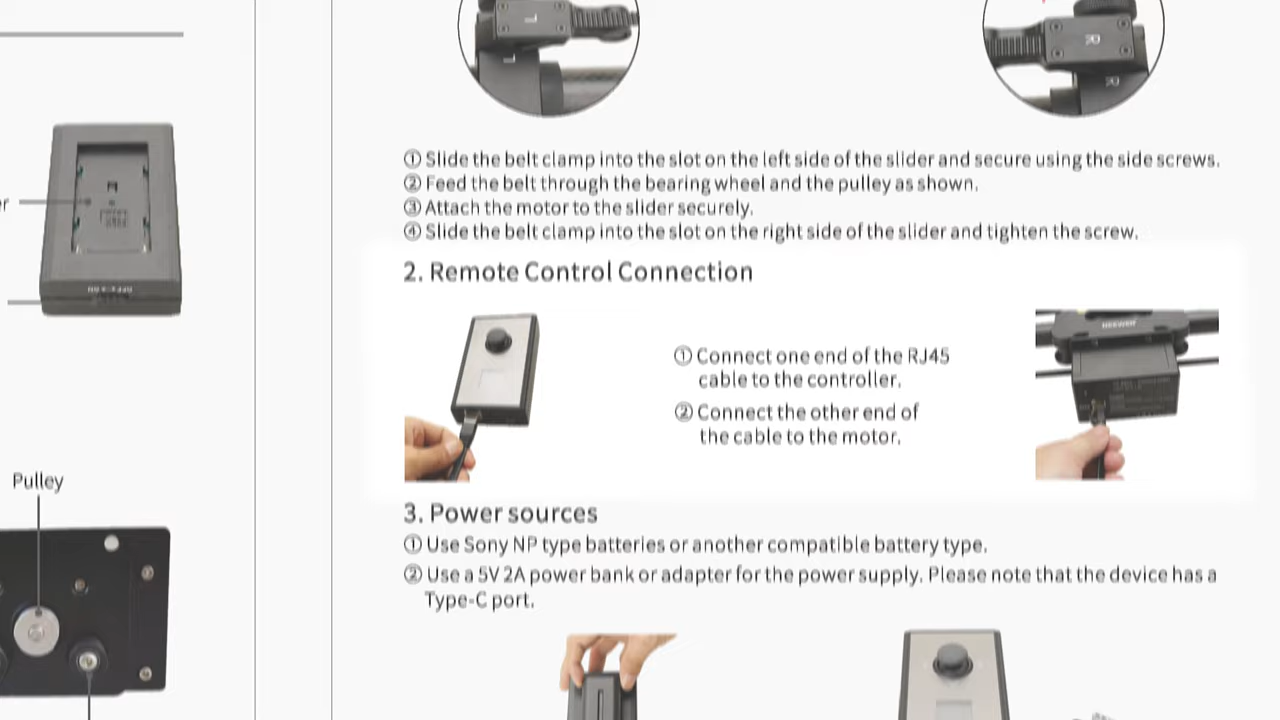 L
L
R
R
① Slide the belt clamp into the slot on the left side of the slider and secure using the side screws.
② Feed the belt through the bearing wheel and the pulley as shown.
③ Attach the motor to the slider securely.
④ Slide the belt clamp into the slot on the right side of the slider and tighten the screw.
2. Remote Control Connection
① Connect one end of the RJ45
cable to the controller.
② Connect the other end of
the cable to the motor.
NEEWER
3. Power sources
① Use Sony NP type batteries or another compatible battery type.
② Use a 5V 2A power bank or adapter for the power supply. Please note that the device has a
Type-C port.
Pulley